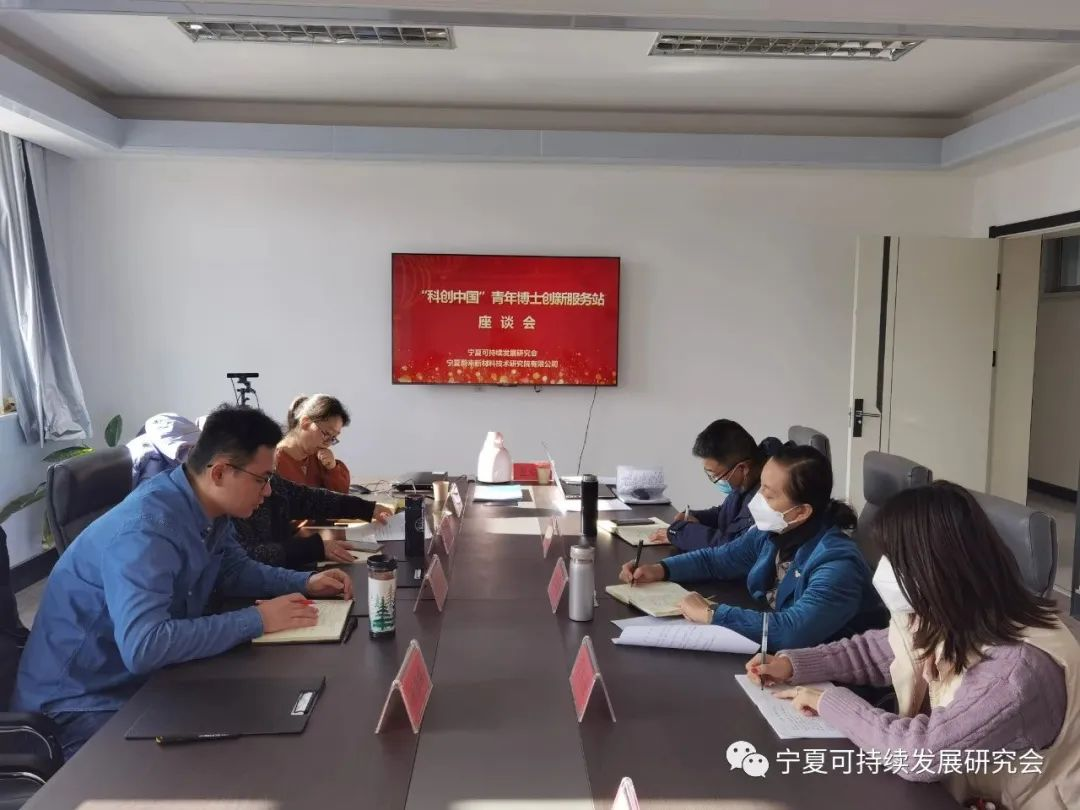 “科创中国”青年博士创新服务站
座谈会
宁夏可持续发展研究会
宁夏蔚来新材料技术研究院有限公司
宁夏可持续发展研究会